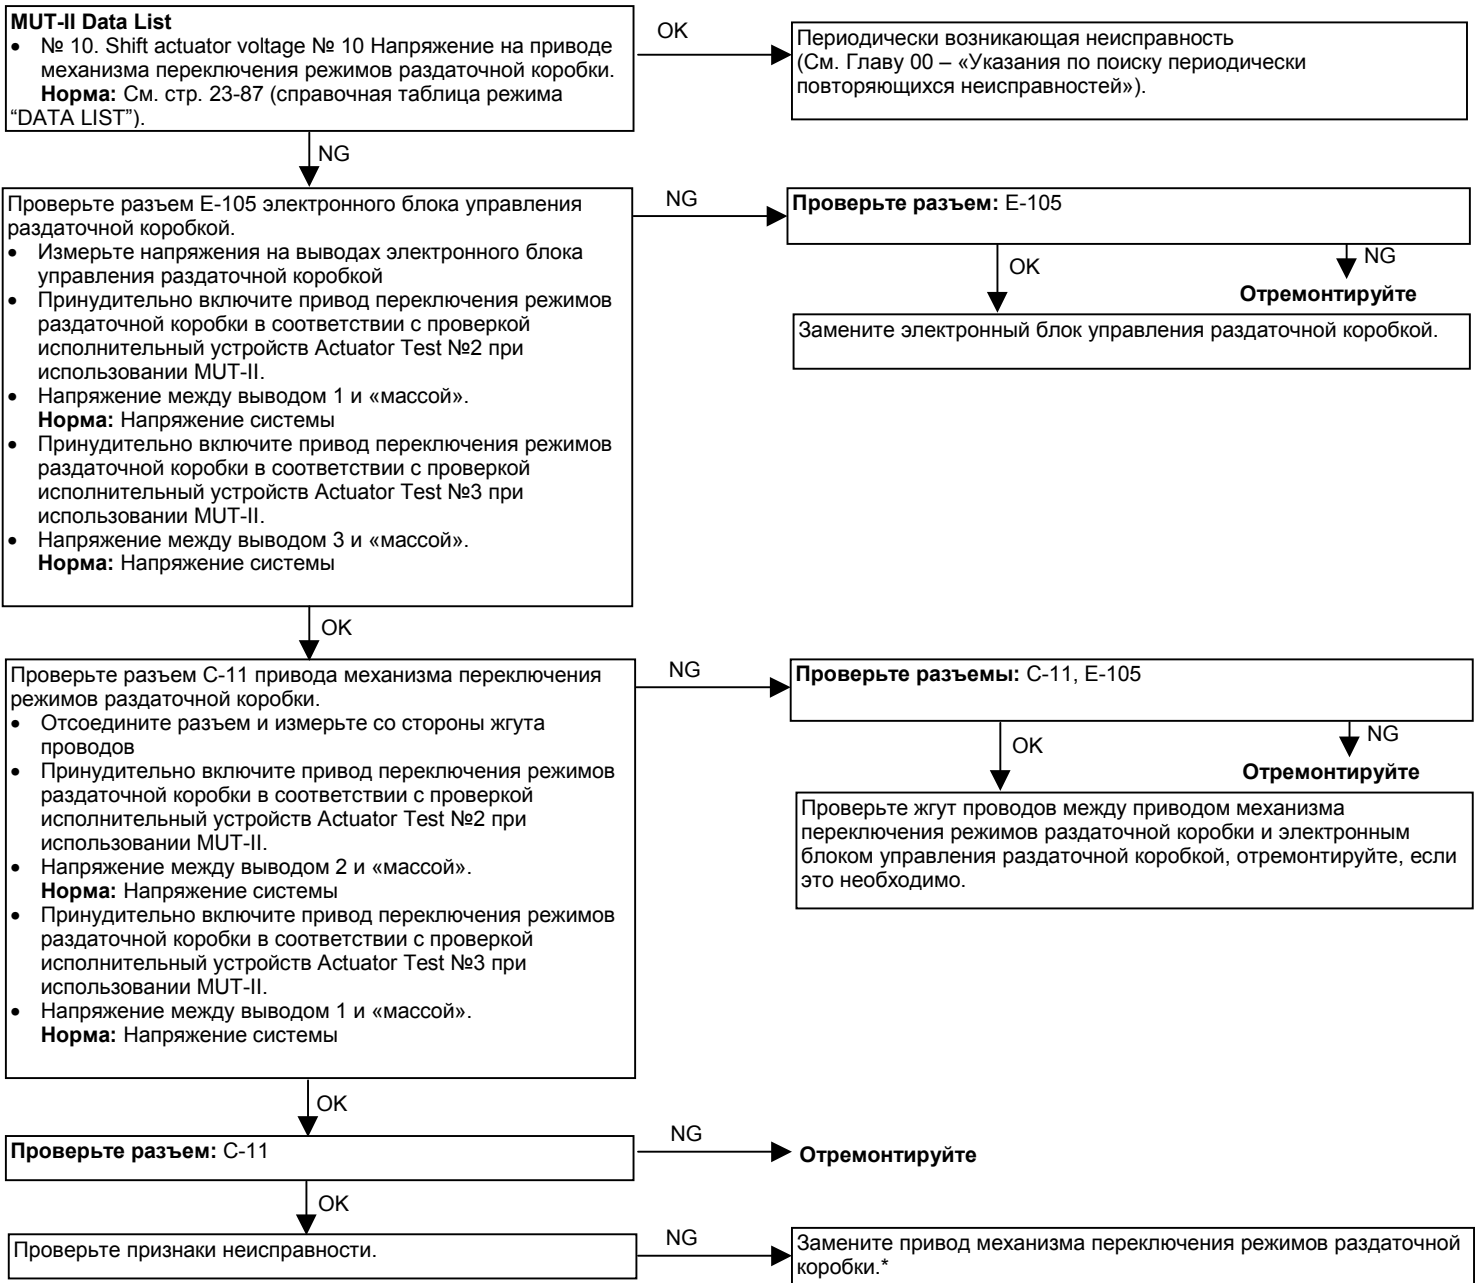 MUT-II Data List
• № 10. Shift actuator voltage № 10 Напряжение на приводе
механизма переключения режимов раздаточной коробки.
Норма: См. стр. 23-87 (справочная таблица режима
“DATA LIST”).
OK
Периодически возникающая неисправность
(См. Главу 00 – «Указания по поиску периодически
повторяющихся неисправностей»).
NG
Проверьте разъем E-105 электронного блока управления
раздаточной коробкой.
• Измерьте напряжения на выводах электронного блока
управления раздаточной коробкой
• Принудительно включите привод переключения режимов
раздаточной коробки в соответствии с проверкой
исполнительный устройств Actuator Test №2 при
использовании MUT-II.
• Напряжение между выводом 1 и «массой».
Норма: Напряжение системы
• Принудительно включите привод переключения режимов
раздаточной коробки в соответствии с проверкой
исполнительный устройств Actuator Test №3 при
использовании MUT-II.
• Напряжение между выводом 3 и «массой».
Норма: Напряжение системы
NG
Проверьте разъем: E-105
OK
NG
Отремонтируйте
Замените электронный блок управления раздаточной коробкой.
OK
Проверьте разъем C-11 привода механизма переключения
режимов раздаточной коробки.
• Отсоедините разъем и измерьте со стороны жгута
проводов
• Принудительно включите привод переключения режимов
раздаточной коробки в соответствии с проверкой
исполнительный устройств Actuator Test №2 при
использовании MUT-II.
• Напряжение между выводом 2 и «массой».
Норма: Напряжение системы
• Принудительно включите привод переключения режимов
раздаточной коробки в соответствии с проверкой
исполнительный устройств Actuator Test №3 при
использовании MUT-II.
• Напряжение между выводом 1 и «массой».
Норма: Напряжение системы
NG
Проверьте разъемы: C-11, E-105
OK
NG
Отремонтируйте
Проверьте жгут проводов между приводом механизма
переключения режимов раздаточной коробки и электронным
блоком управления раздаточной коробкой, отремонтируйте, если
это необходимо.
OK
Проверьте разъем: C-11
NG
Отремонтируйте
OK
Проверьте признаки неисправности.
NG
Замените привод механизма переключения режимов раздаточной
коробки.*